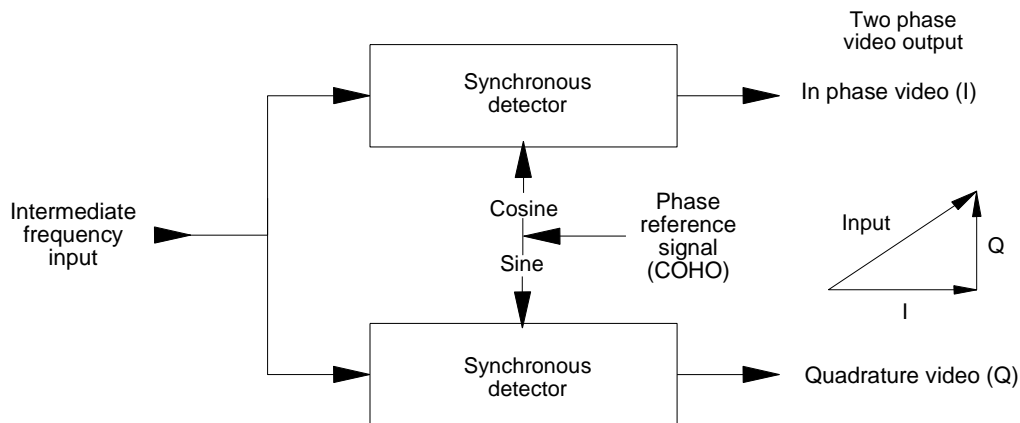 Two phase
video output
Synchronous
detector
In phase video (I)
Intermediate
frequency
input
Cosine
Sine
Phase
reference
signal
(COHO)
Input
Q
I
Synchronous
detector
Quadrature video (Q)